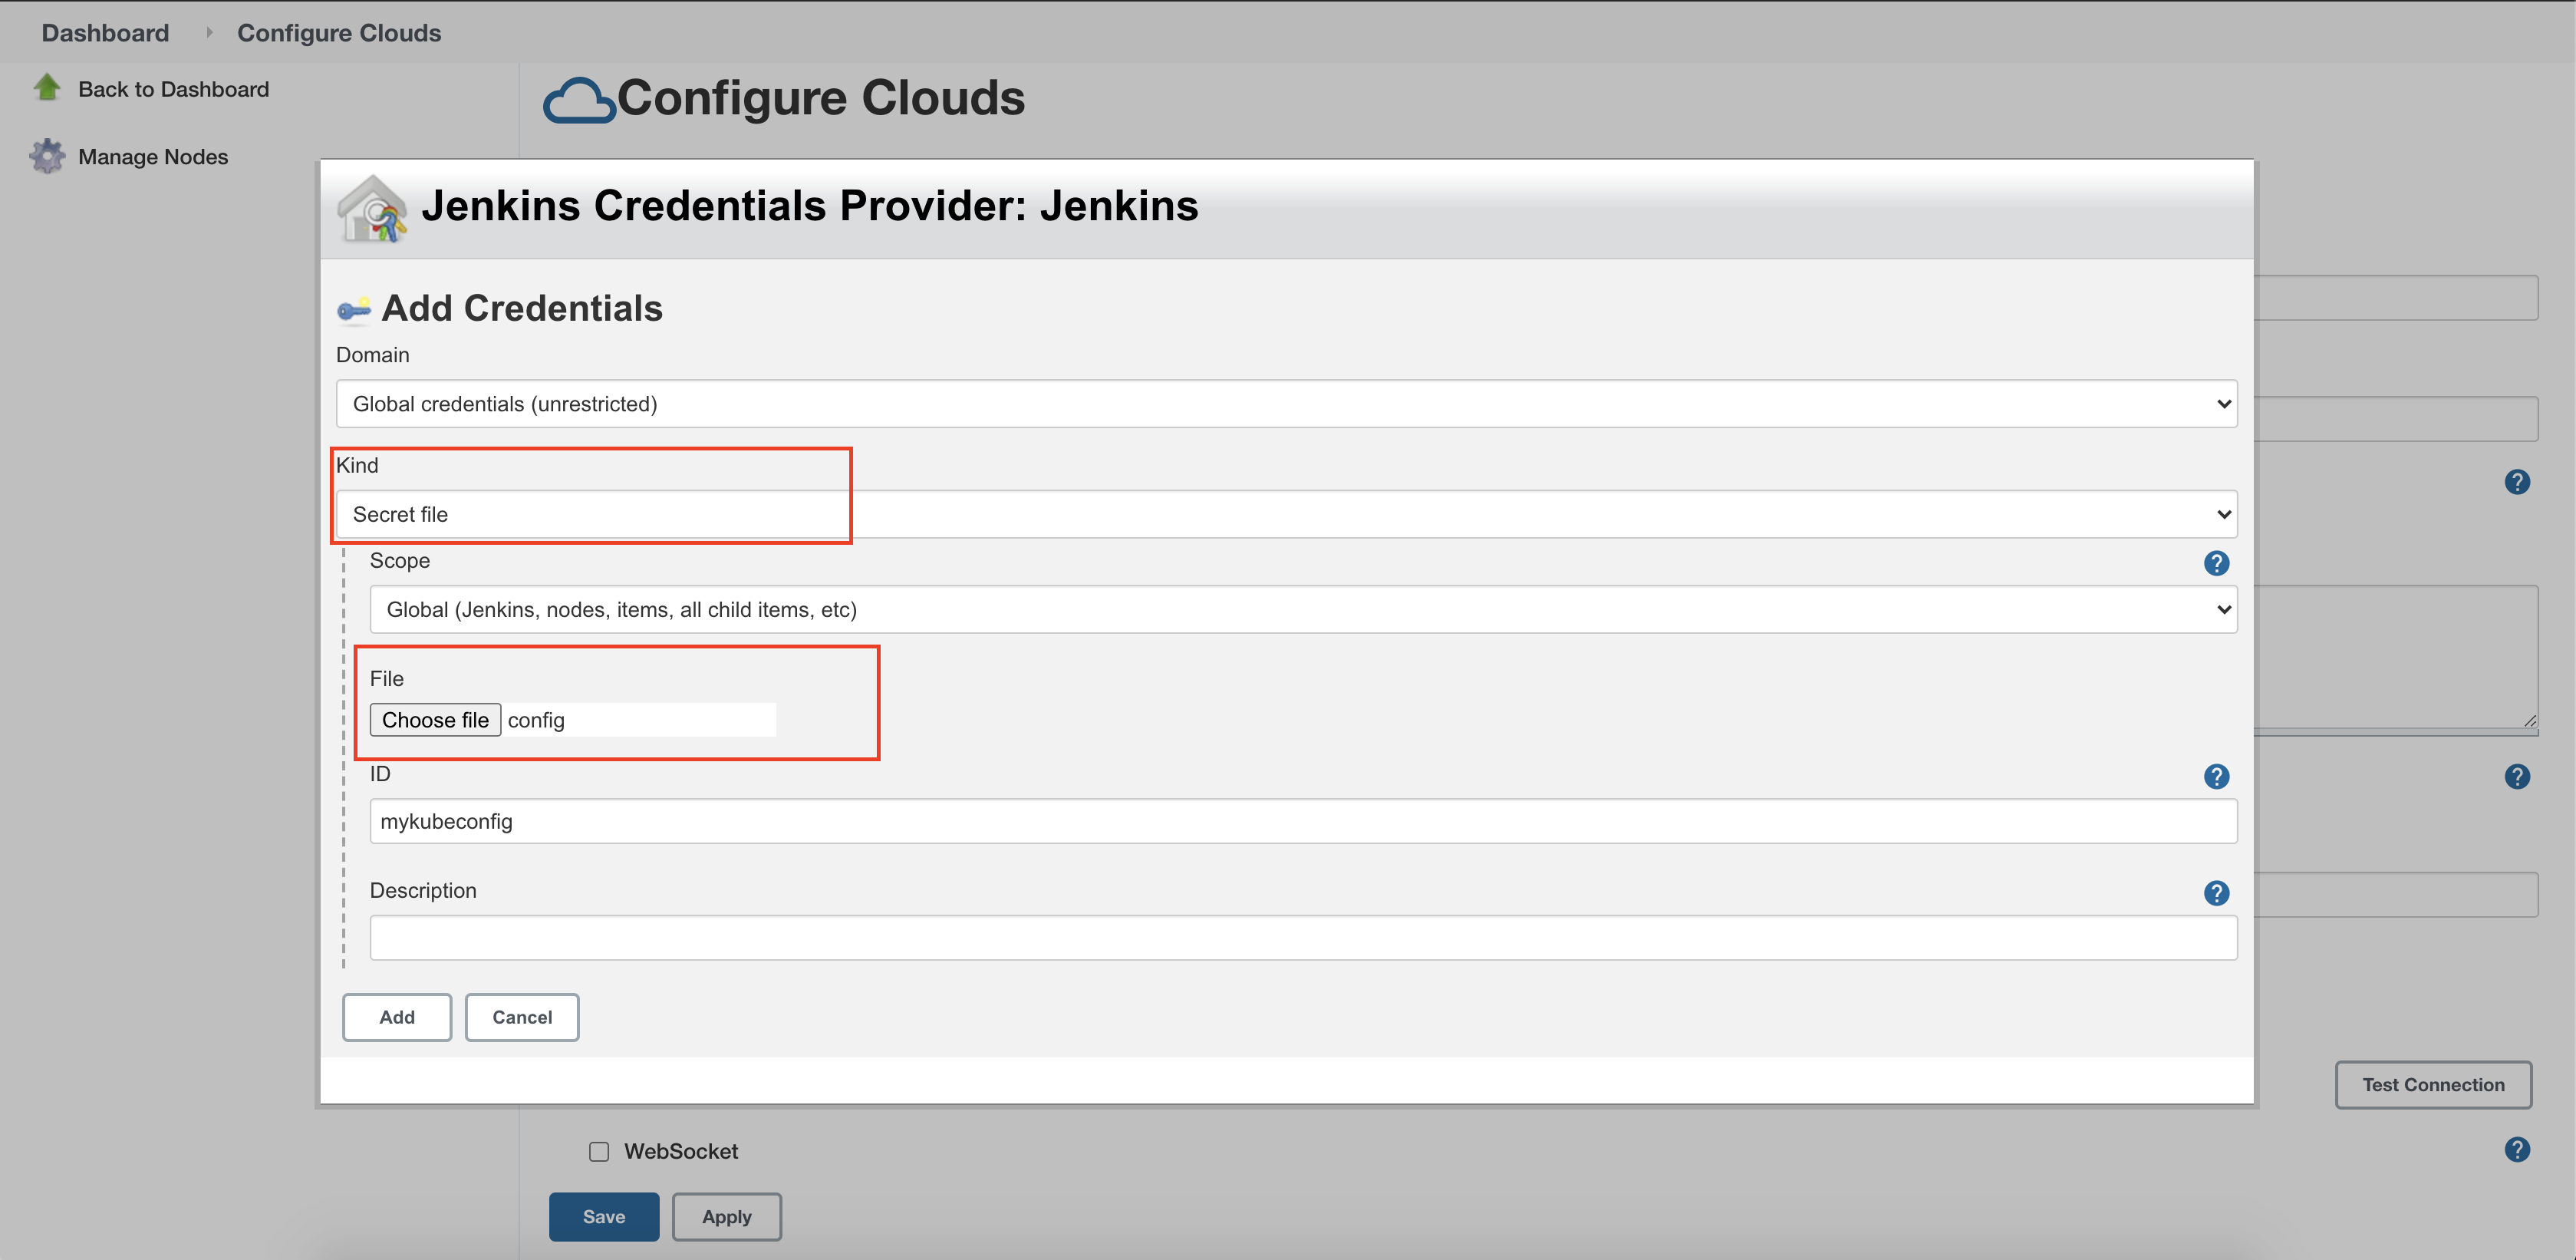 Dashboard Configure Clouds
Back to Dashboard
Manage Nodes
Configure Clouds
Jenkins Credentials Provider: Jenkins
Add Credentials
Domain
Global credentials (unrestricted)
Kind
Secret file
Scope
?
Global (Jenkins, nodes, items, all child items, etc)
File
Choose file config
ID
?
mykubeconfig
Description
?
Add Cancel
?
?
Test Connection
WebSocket
?
Save Apply